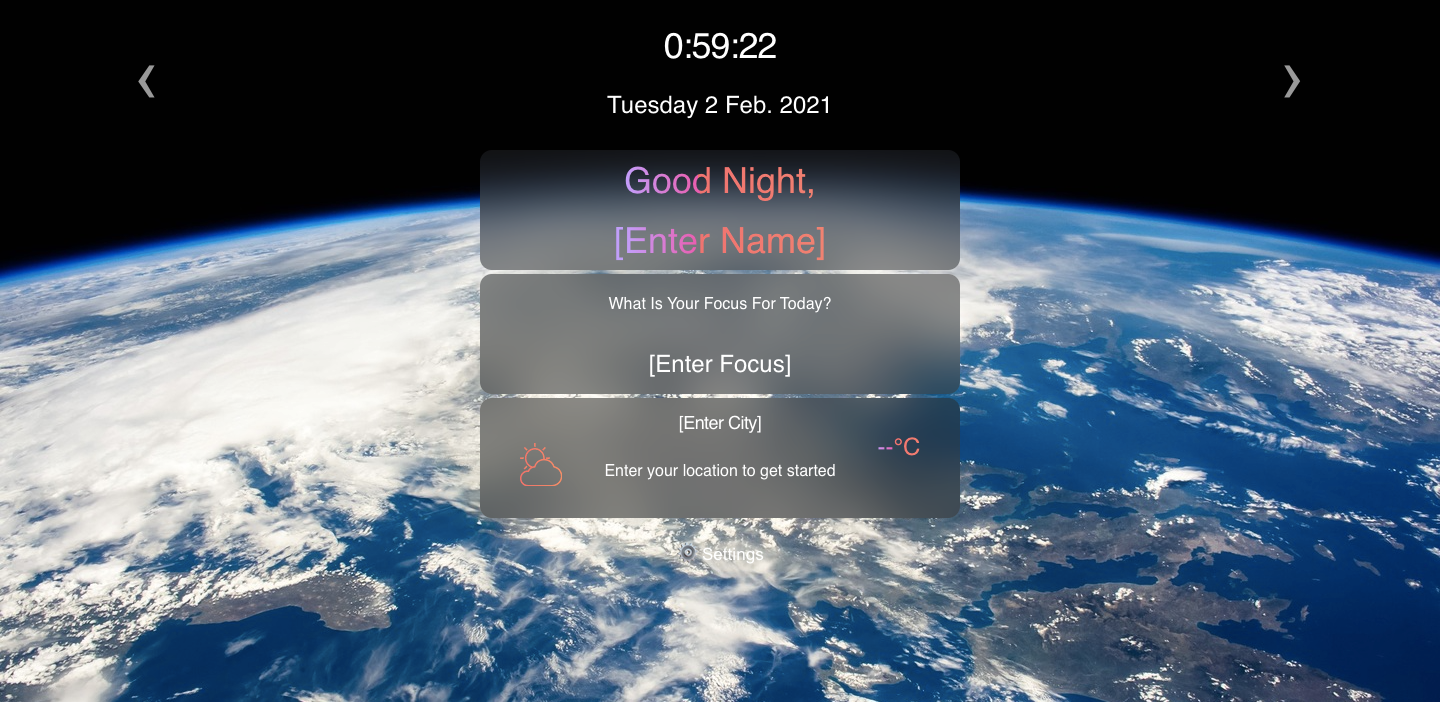 0:59:22
Tuesday 2 Feb. 2021
Good Night,
[Enter Name]
What Is Your Focus For Today?
[Enter Focus]
[Enter City]
--°C
Enter your location to get started
Settings